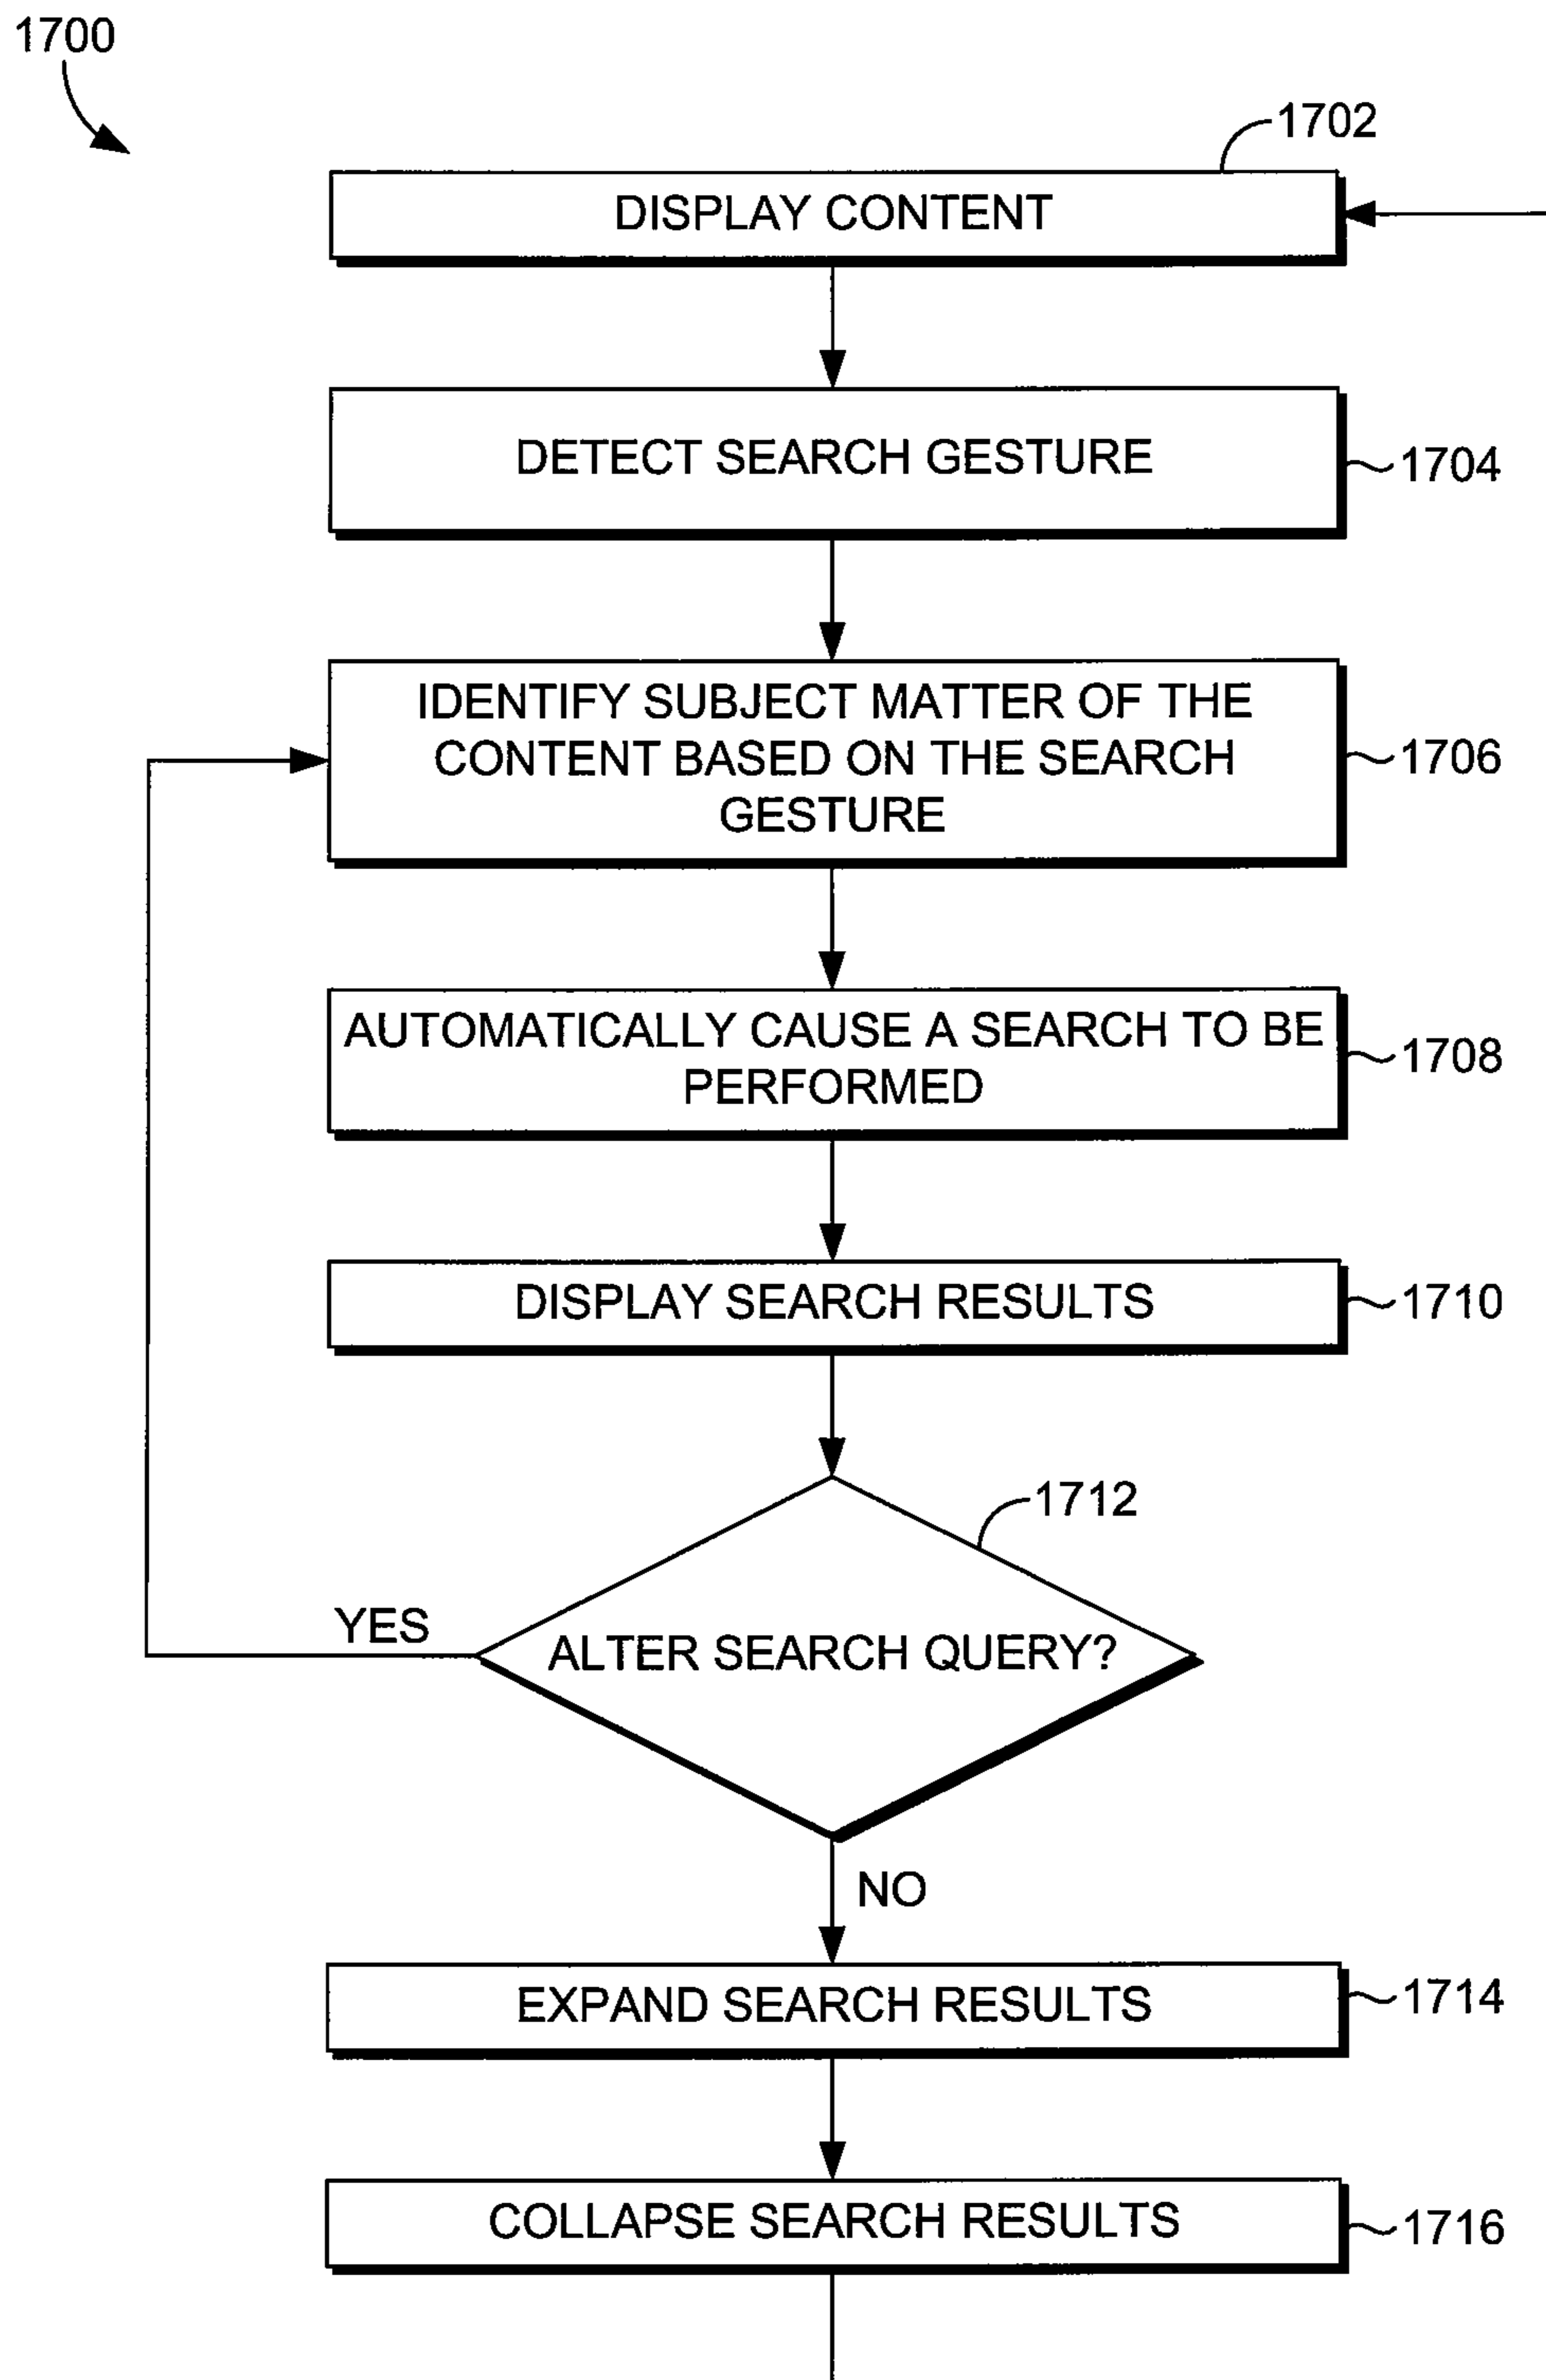 1700
1702
DISPLAY CONTENT
DETECT SEARCH GESTURE
1704
IDENTIFY SUBJECT MATTER OF THE
CONTENT BASED ON THE SEARCH
GESTURE
1706
AUTOMATICALLY CAUSE A SEARCH TO BE
PERFORMED
1708
DISPLAY SEARCH RESULTS
1710
1712
YES
ALTER SEARCH QUERY?
NO
EXPAND SEARCH RESULTS
1714
COLLAPSE SEARCH RESULTS
1716